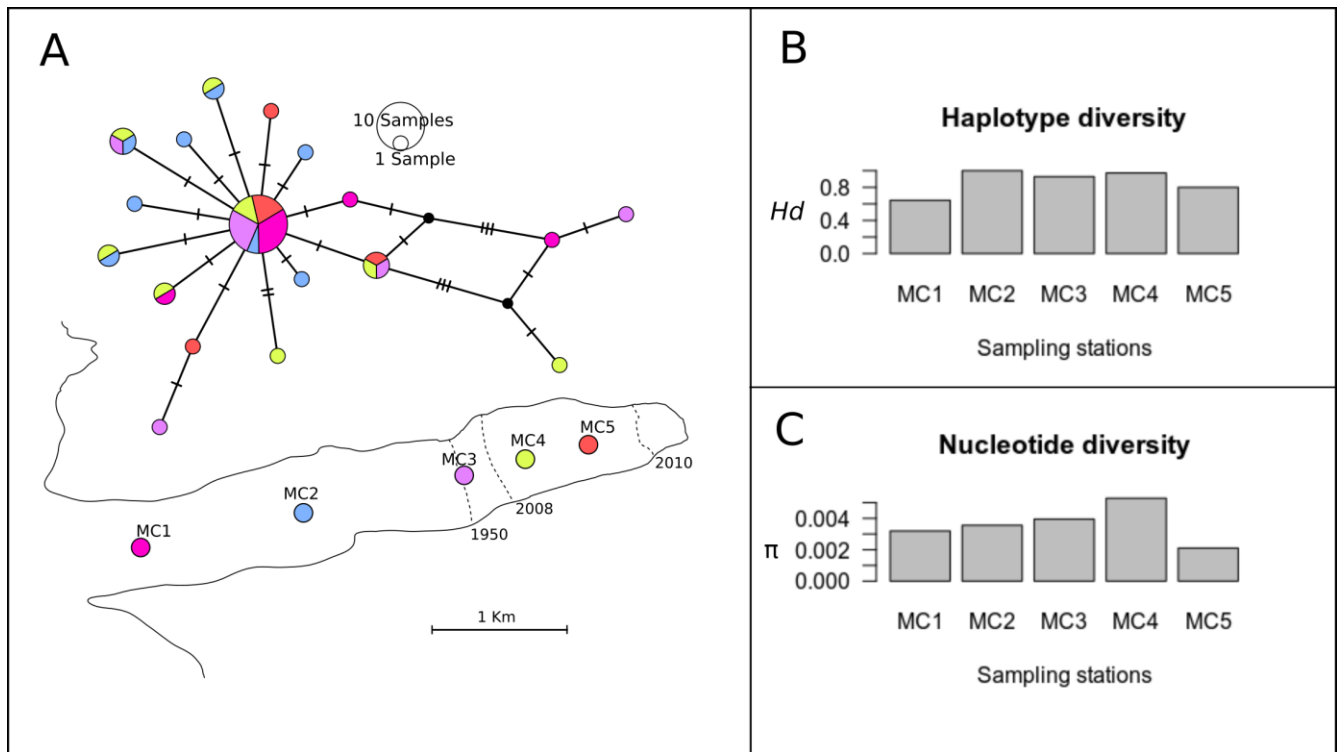 A
10 Samples
1 Sample
MC1
MC2
MC3
MC4
MC5
1950
2008
2010
1 Km
B
Haplotype diversity
Hd
0.8
0.4
0.0
MC1 MC2 MC3 MC4 MC5
Sampling stations
C
Nucleotide diversity
π
0.004
0.002
0.000
MC1 MC2 MC3 MC4 MC5
Sampling stations